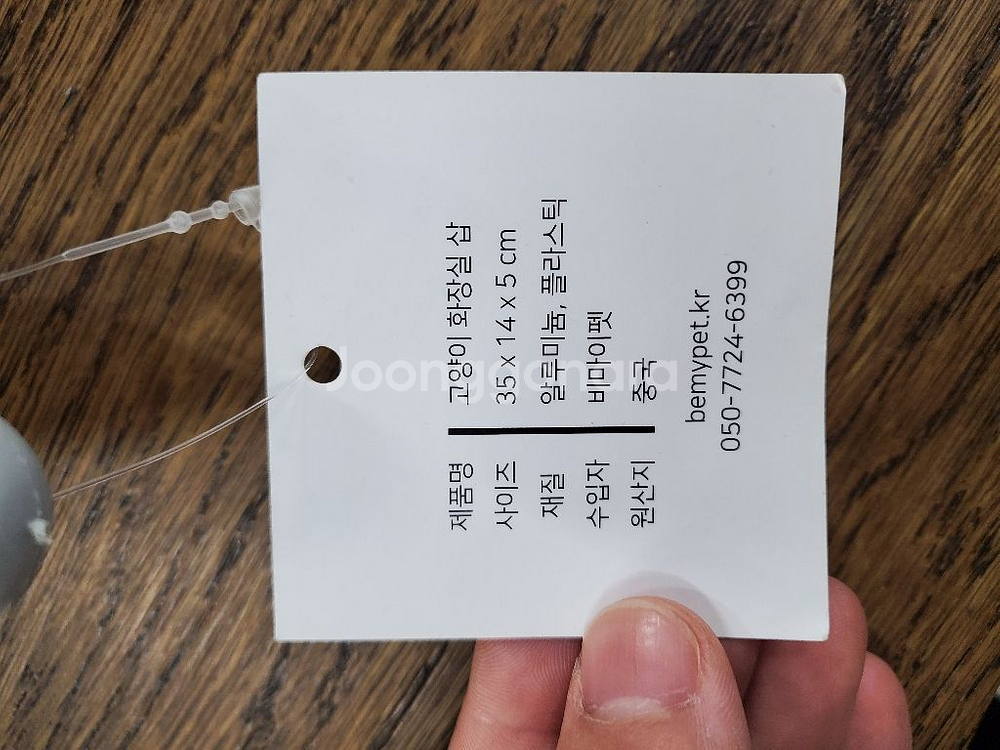 제품명 고양이 화장실 삽
사이즈 35 x 14 x 5 cm
재질 알루미늄, 플라스틱
수입자 비마이펫
원산지 중국
bemypet.kr
050-7724-6399